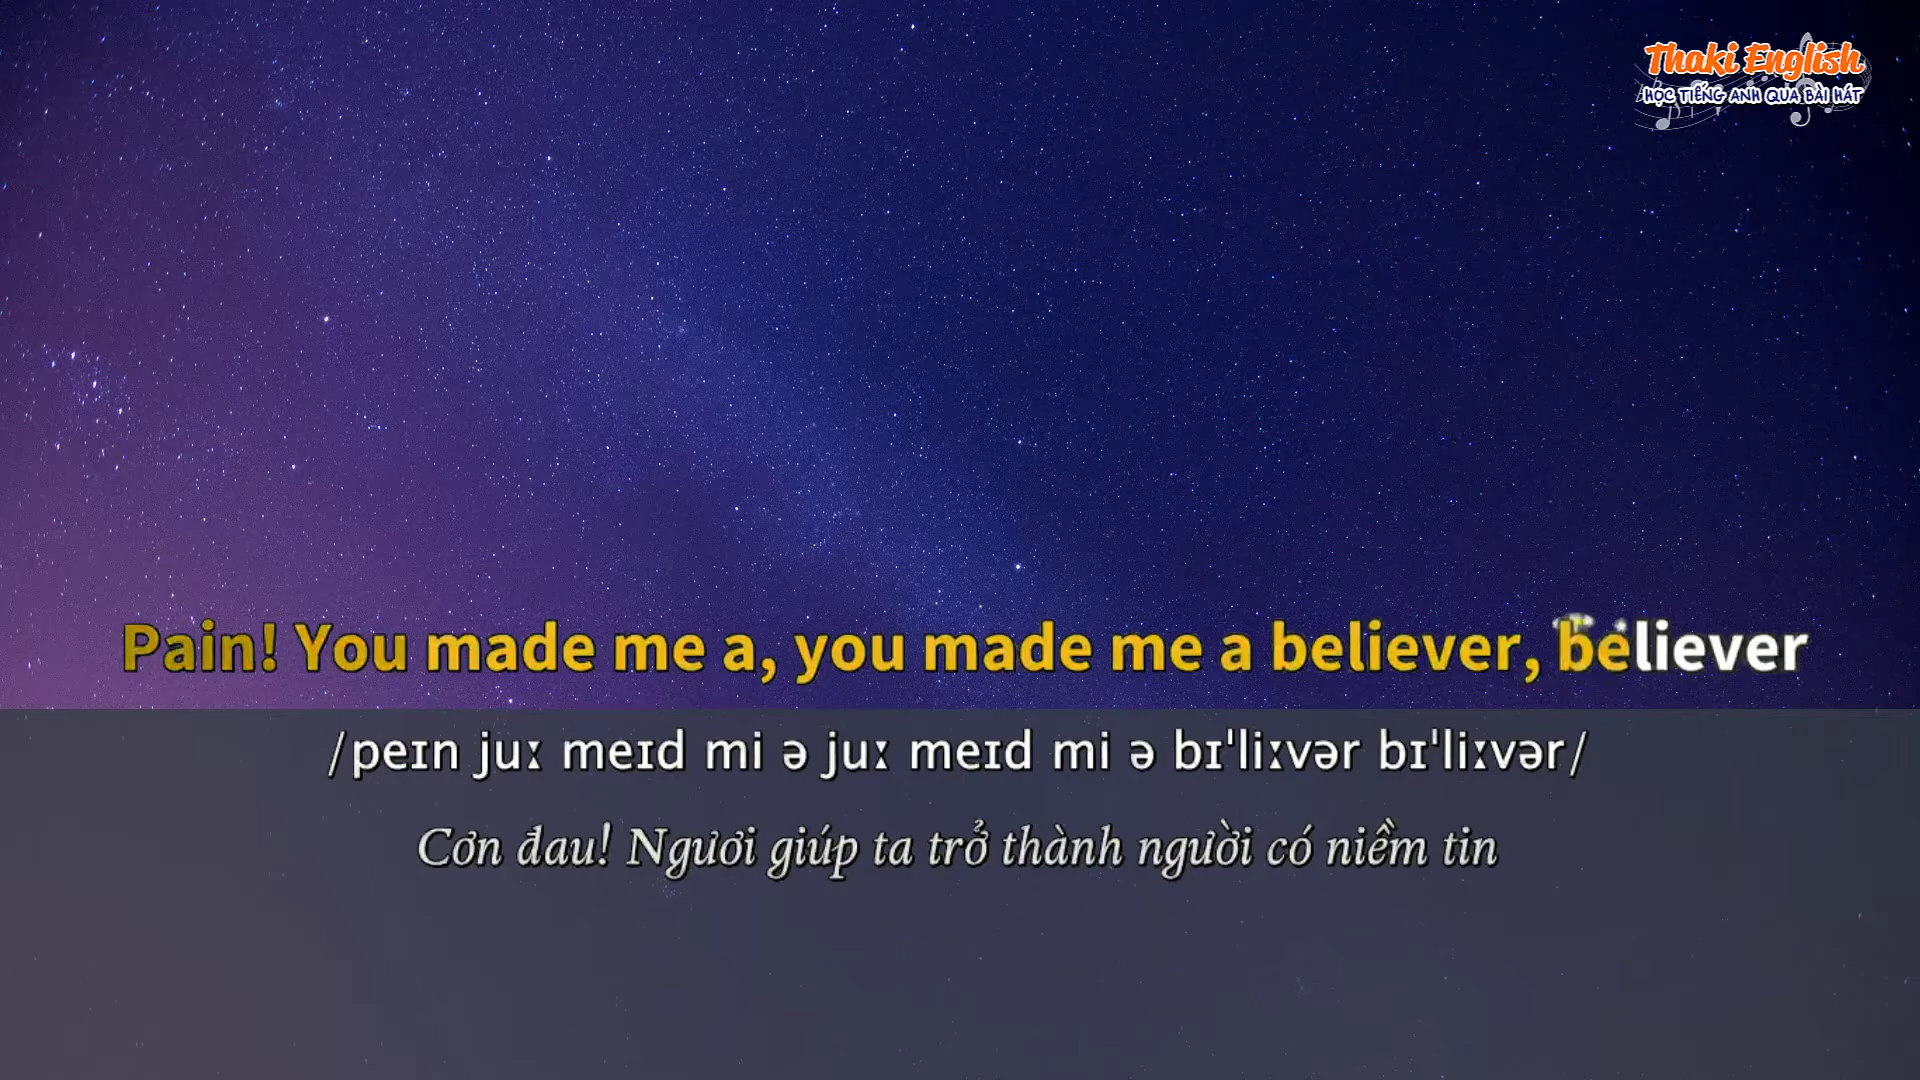 Thaki English
HỌC TIẾNG ANH QUA BÀI HÁT
Pain! You made me a, you made me a believer, believer
/peɪn juː meɪd mi ə juː meɪd mi ə bɪˈliːvər bɪˈliːvər/
Cơn đau! Ngươi giúp ta trở thành người có niềm tin